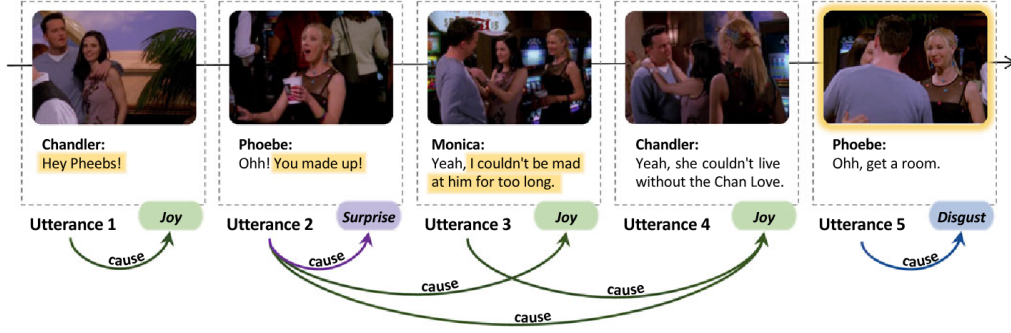 Chandler:
Hey Pheebs!
Phoebe:
Ohh! You made up!
Monica:
Yeah, I couldn't be mad
at him for too long.
Chandler:
Yeah, she couldn't live
without the Chan Love.
Phoebe:
Ohh, get a room.
Utterance 1
Joy
Utterance 2
Surprise
Utterance 3
Joy
Utterance 4
Joy
Utterance 5
Disgust
cause
cause
cause
cause
cause
cause